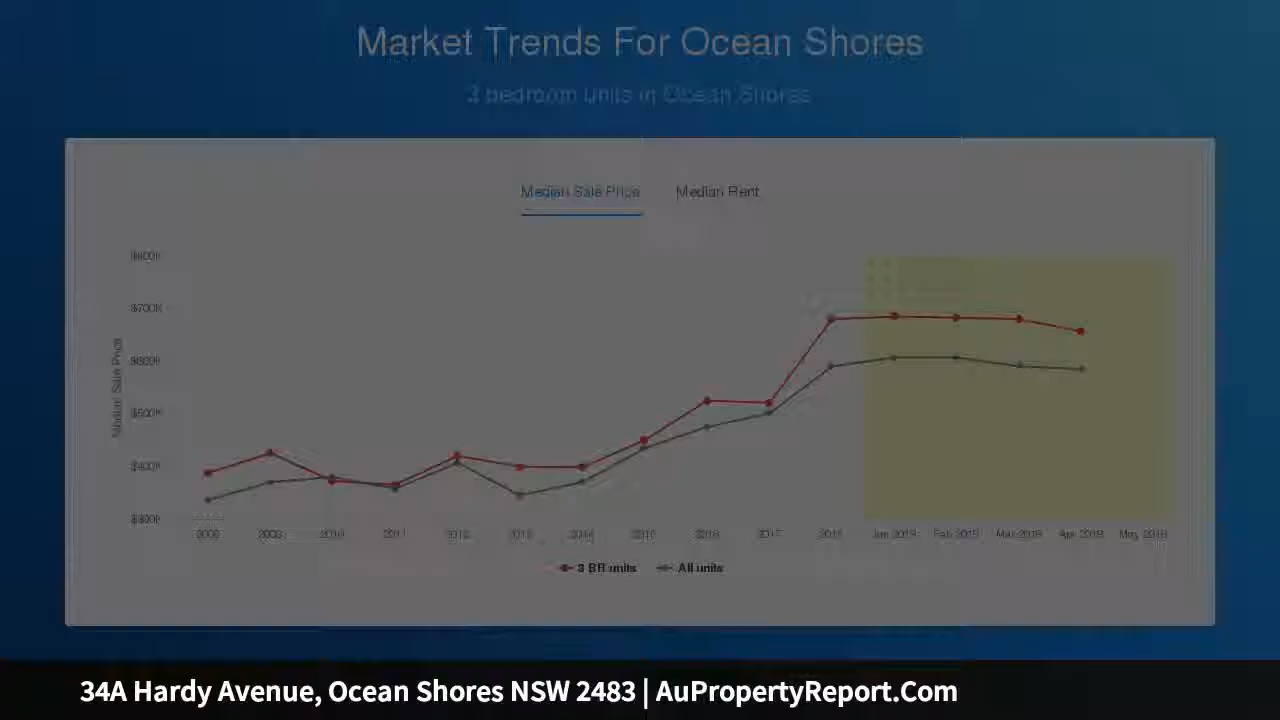 Market Trends For Ocean Shores
3 bedroom units in Ocean Shores
Median Sale Price Median Rent
$800K
$700K
$600K
$500K
$400K
$300K
Median Sale Price
2008 2009 2010 2011 2012 2013 2014 2015 2016 2017 2018 Jan 2019 Feb 2019 Mar 2019 Apr 2019 May 2019
3 BR units All units
34A Hardy Avenue, Ocean Shores NSW 2483 | AuPropertyReport.Com